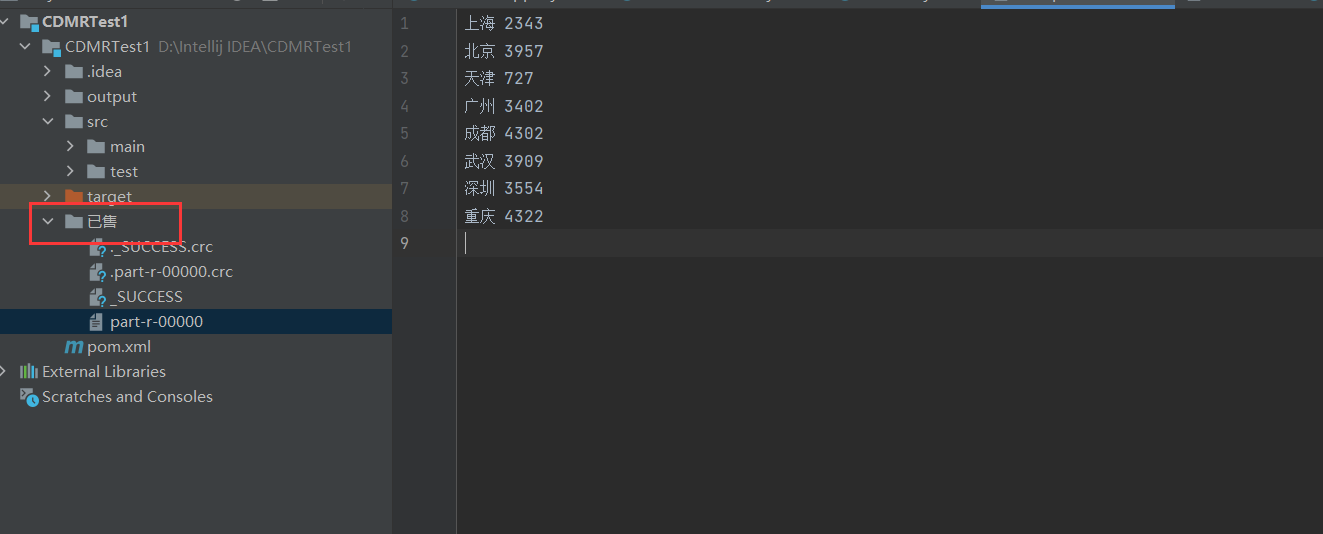 CDMRTest1
CDMRTest1 D:\Intellij IDEA\CDMRTest1
.idea
output
src
main
test
target
已售
._SUCCESS.crc
.part-r-00000.crc
_SUCCESS
part-r-00000
pom.xml
External Libraries
Scratches and Consoles
1 上海 2343
2 北京 3957
3 天津 727
4 广州 3402
5 成都 4302
6 武汉 3909
7 深圳 3554
8 重庆 4322
9